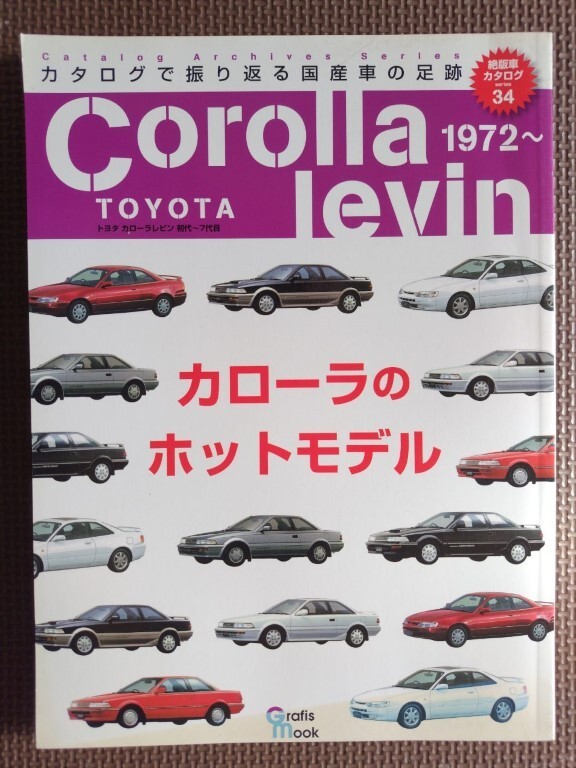 Catalog Archives Series
カタログで振り返る国産車の足跡
絶版車
カタログ
series
34
Corolla
1972～
levin
TOYOTA
トヨタ カローラレビン 初代～7代目
カローラの
ホットモデル
Grafis
Mook